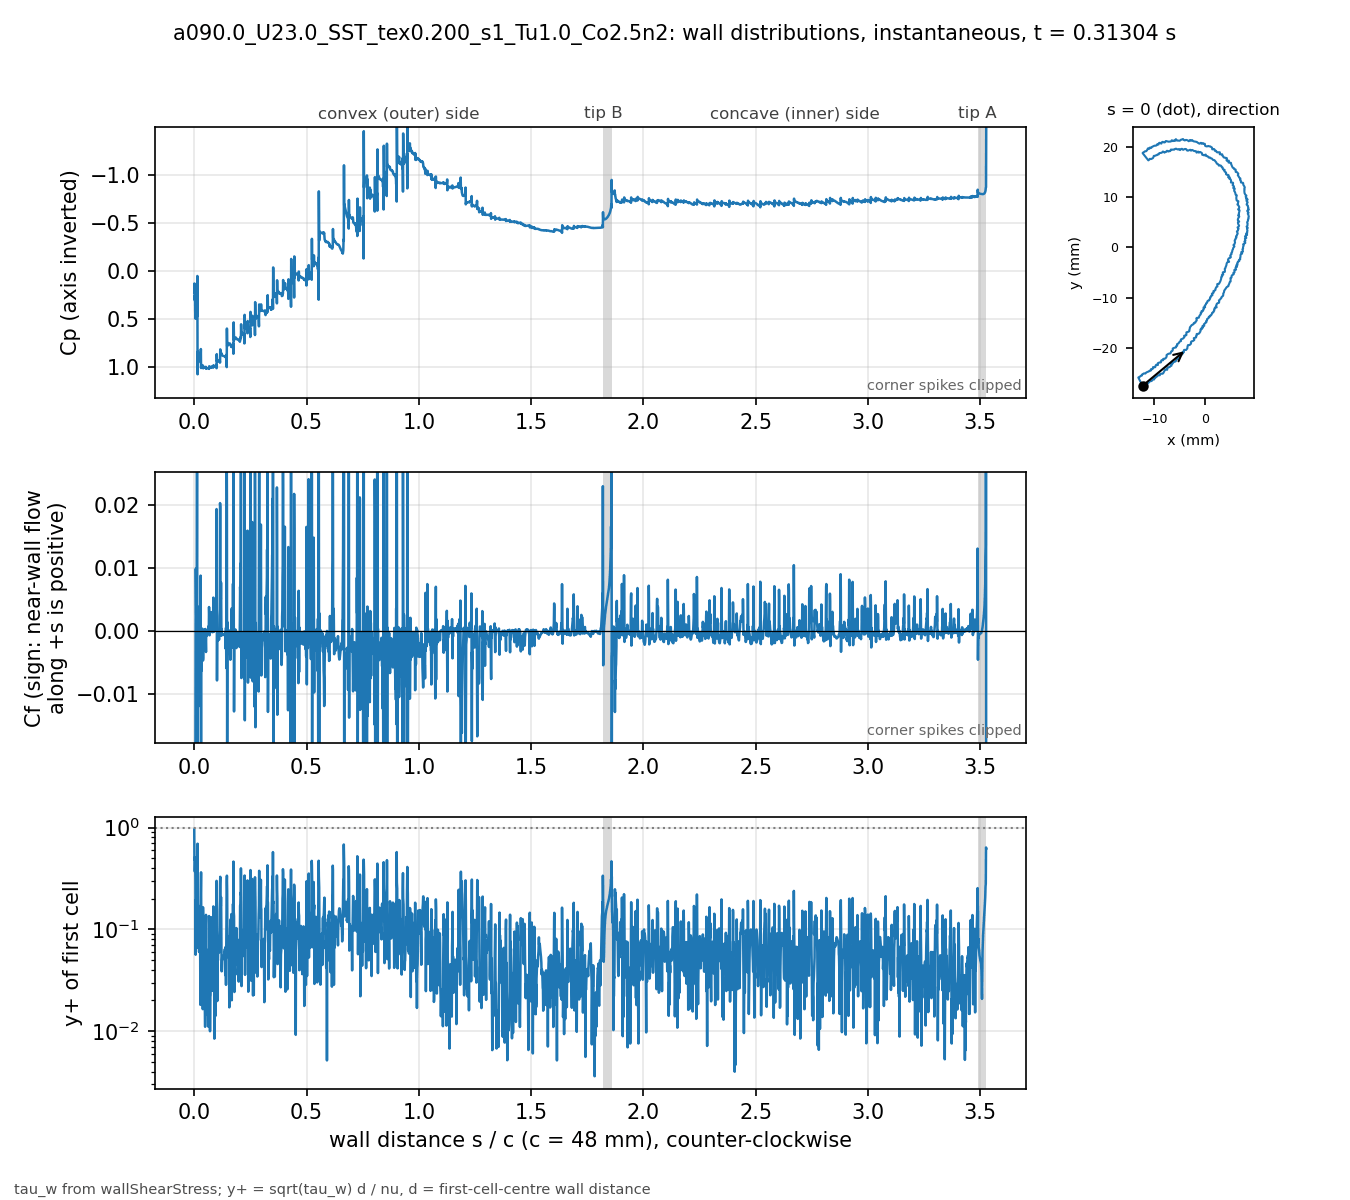 a090.0_U23.0_SST_tex0.200_s1_Tu1.0_Co2.5n2: wall distributions, instantaneous, t = 0.31304 s
convex (outer) side
tip B
concave (inner) side
tip A
s = 0 (dot), direction
Cp (axis inverted)
−1.0
−0.5
0.0
0.5
1.0
corner spikes clipped
0.0 0.5 1.0 1.5 2.0 2.5 3.0 3.5
y (mm)
20
10
0
−10
−20
−10 0
x (mm)
Cf (sign: near-wall flow
along +s is positive)
0.02
0.01
0.00
−0.01
corner spikes clipped
0.0 0.5 1.0 1.5 2.0 2.5 3.0 3.5
y+ of first cell
10⁰
10⁻¹
10⁻²
0.0 0.5 1.0 1.5 2.0 2.5 3.0 3.5
wall distance s / c (c = 48 mm), counter-clockwise
tau_w from wallShearStress; y+ = sqrt(tau_w) d / nu, d = first-cell-centre wall distance